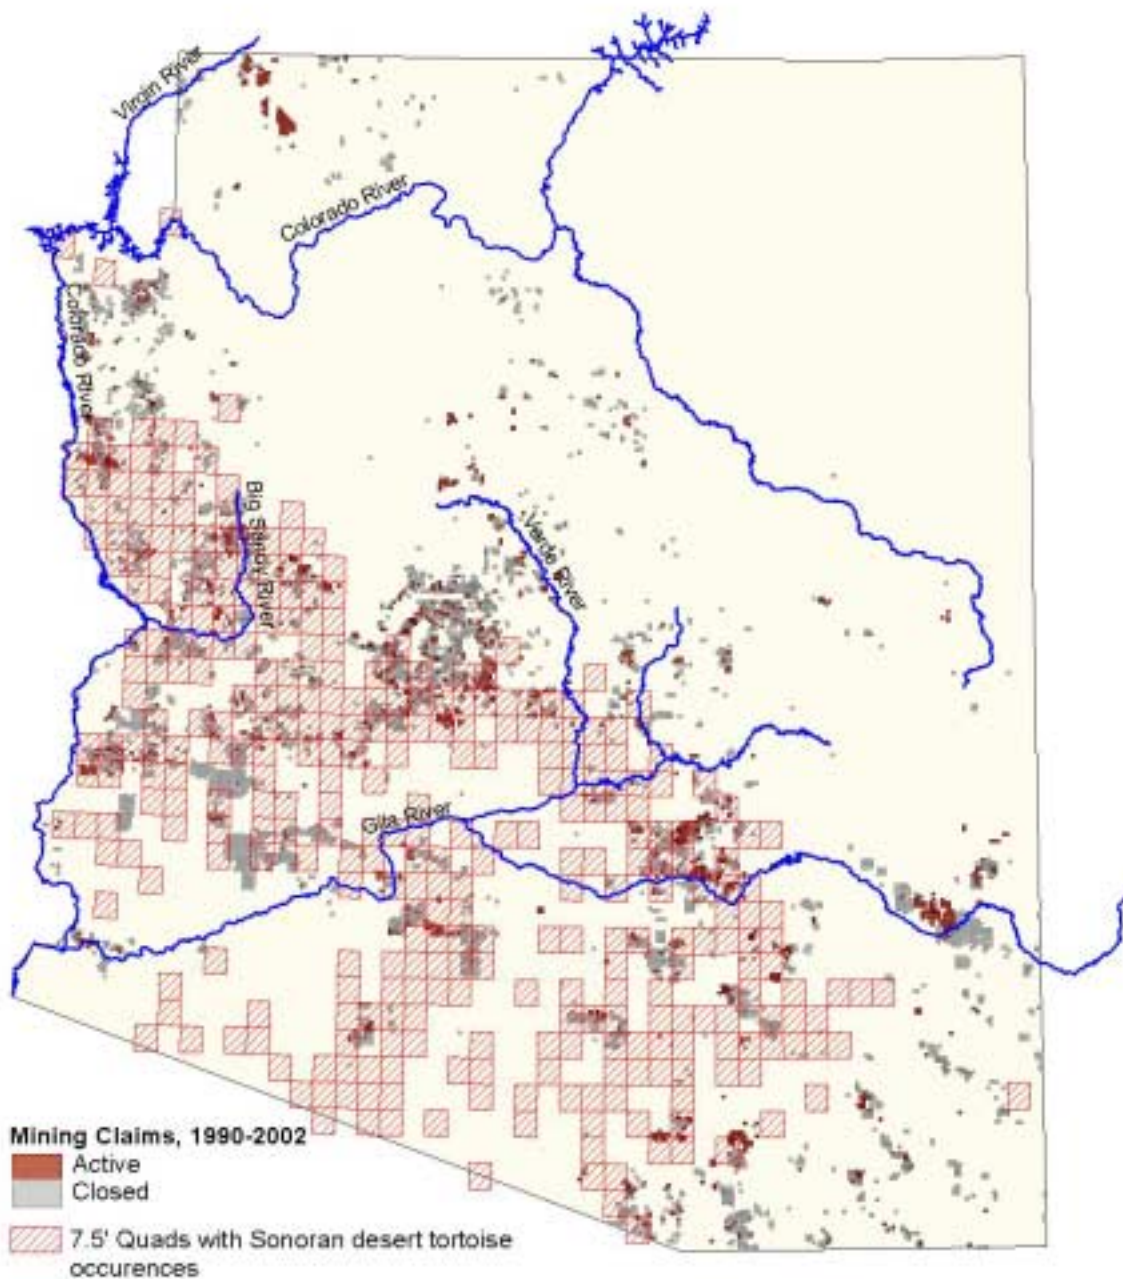 Virgin River
Colorado River
Colorado River
Big Sandy River
Verde River
Gila River
Mining Claims, 1990-2002
Active
Closed
7.5' Quads with Sonoran desert tortoise
occurences